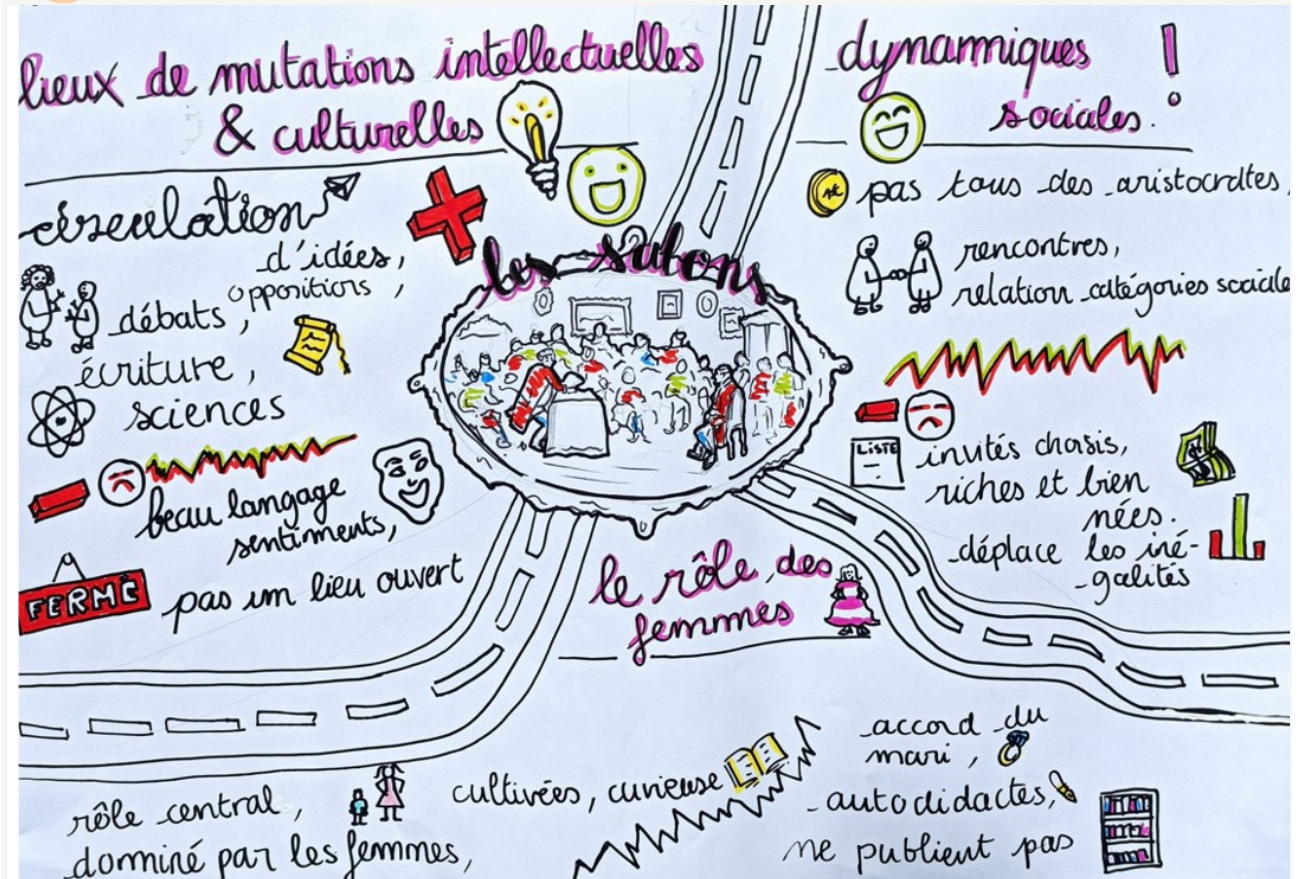 lieux de mutations intellectuelles
& culturelles
circulation
d'idées,
débats, oppositions,
écriture,
sciences
beau langage
sentiments,
FERMÉ
pas un lieu ouvert
les salons
dynamiques !
sociales.
pas tous des aristocrates,
rencontres,
relation catégories sociale
LISTE
invités choisis,
riches et bien
nées.
déplace les iné-
galités
le rôle des
femmes
rôle central,
dominé par les femmes,
cultivées, curieuse
accord du
mari,
autodidactes,
ne publient pas